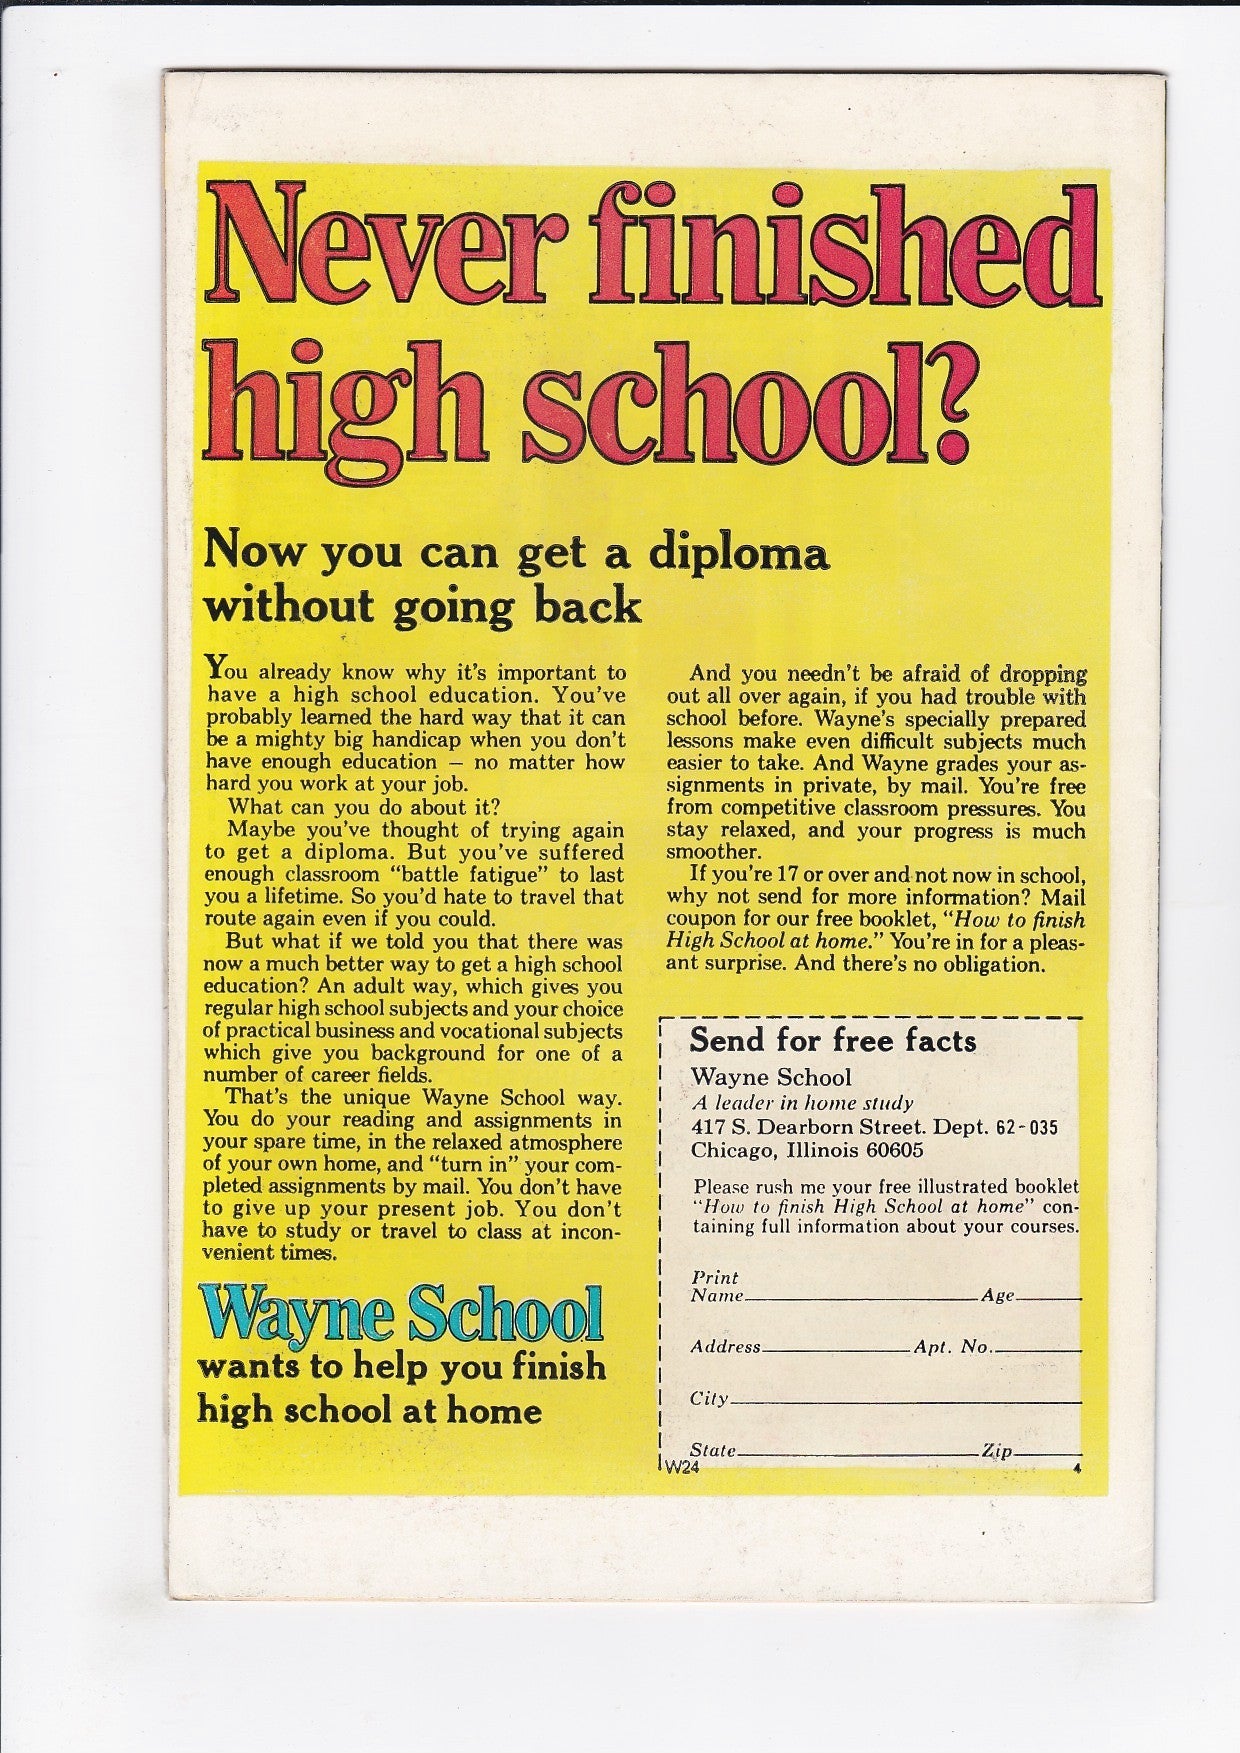 Never finished
high school?
Now you can get a diploma
without going back
You already know why it's important to
have a high school education. You've
probably learned the hard way that it can
be a mighty big handicap when you don't
have enough education — no matter how
hard you work at your job.
What can you do about it?
Maybe you've thought of trying again
to get a diploma. But you've suffered
enough classroom "battle fatigue" to last
you a lifetime. So you'd hate to travel that
route again even if you could.
But what if we told you that there was
now a much better way to get a high school
education? An adult way, which gives you
regular high school subjects and your choice
of practical business and vocational subjects
which give you background for one of a
number of career fields.
That's the unique Wayne School way.
You do your reading and assignments in
your spare time, in the relaxed atmosphere
of your own home, and "turn in" your com-
pleted assignments by mail. You don't have
to give up your present job. You don't
have to study or travel to class at incon-
venient times.
Wayne School
wants to help you finish
high school at home
And you needn't be afraid of dropping
out all over again, if you had trouble with
school before. Wayne's specially prepared
lessons make even difficult subjects much
easier to take. And Wayne grades your as-
signments in private, by mail. You're free
from competitive classroom pressures. You
stay relaxed, and your progress is much
smoother.
If you're 17 or over and not now in school,
why not send for more information? Mail
coupon for our free booklet, "How to finish
High School at home." You're in for a pleas-
ant surprise. And there's no obligation.
Send for free facts
Wayne School
A leader in home study
417 S. Dearborn Street. Dept. 62-035
Chicago, Illinois 60605
Please rush me your free illustrated booklet
"How to finish High School at home" con-
taining full information about your courses.
Print
Name Age
Address Apt. No.
City
State Zip
W24 4